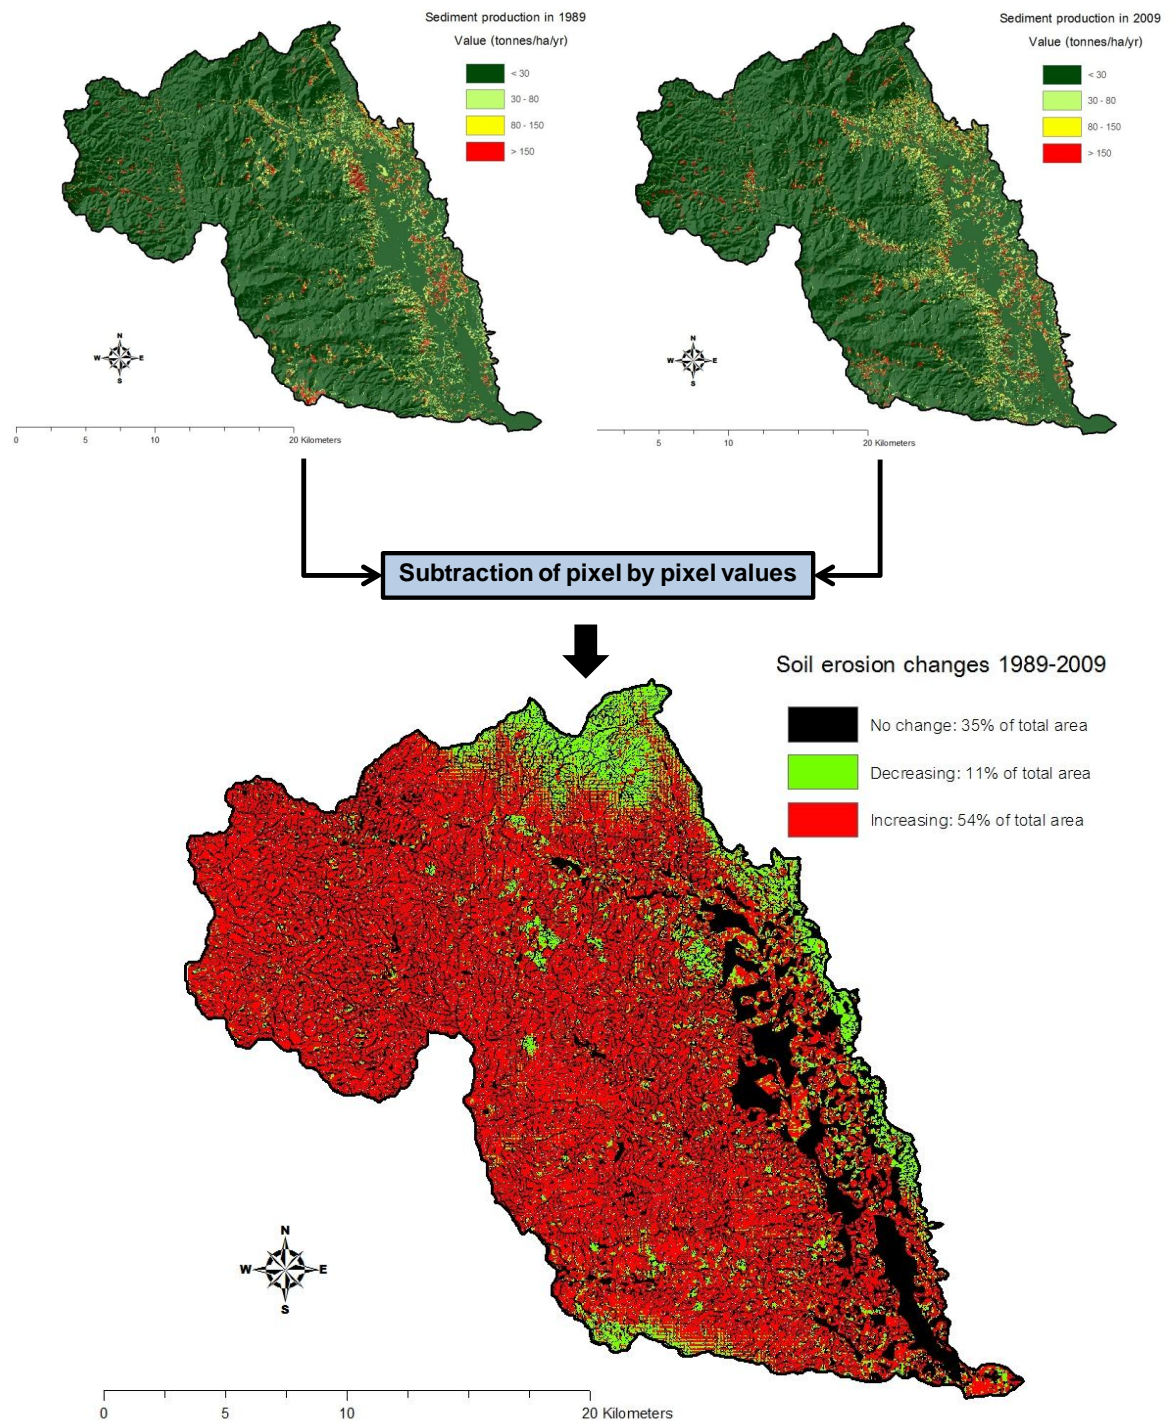 Sediment production in 1989
Value (tonnes/ha/yr)
< 30
30 - 80
80 - 150
> 150
N
W E
S
0 5 10 20 Kilometers
Sediment production in 2009
Value (tonnes/ha/yr)
< 30
30 - 80
80 - 150
> 150
N
W E
S
5 10 20 Kilometers
Subtraction of pixel by pixel values
Soil erosion changes 1989-2009
No change: 35% of total area
Decreasing: 11% of total area
Increasing: 54% of total area
N
W E
S
0 5 10 20 Kilometers